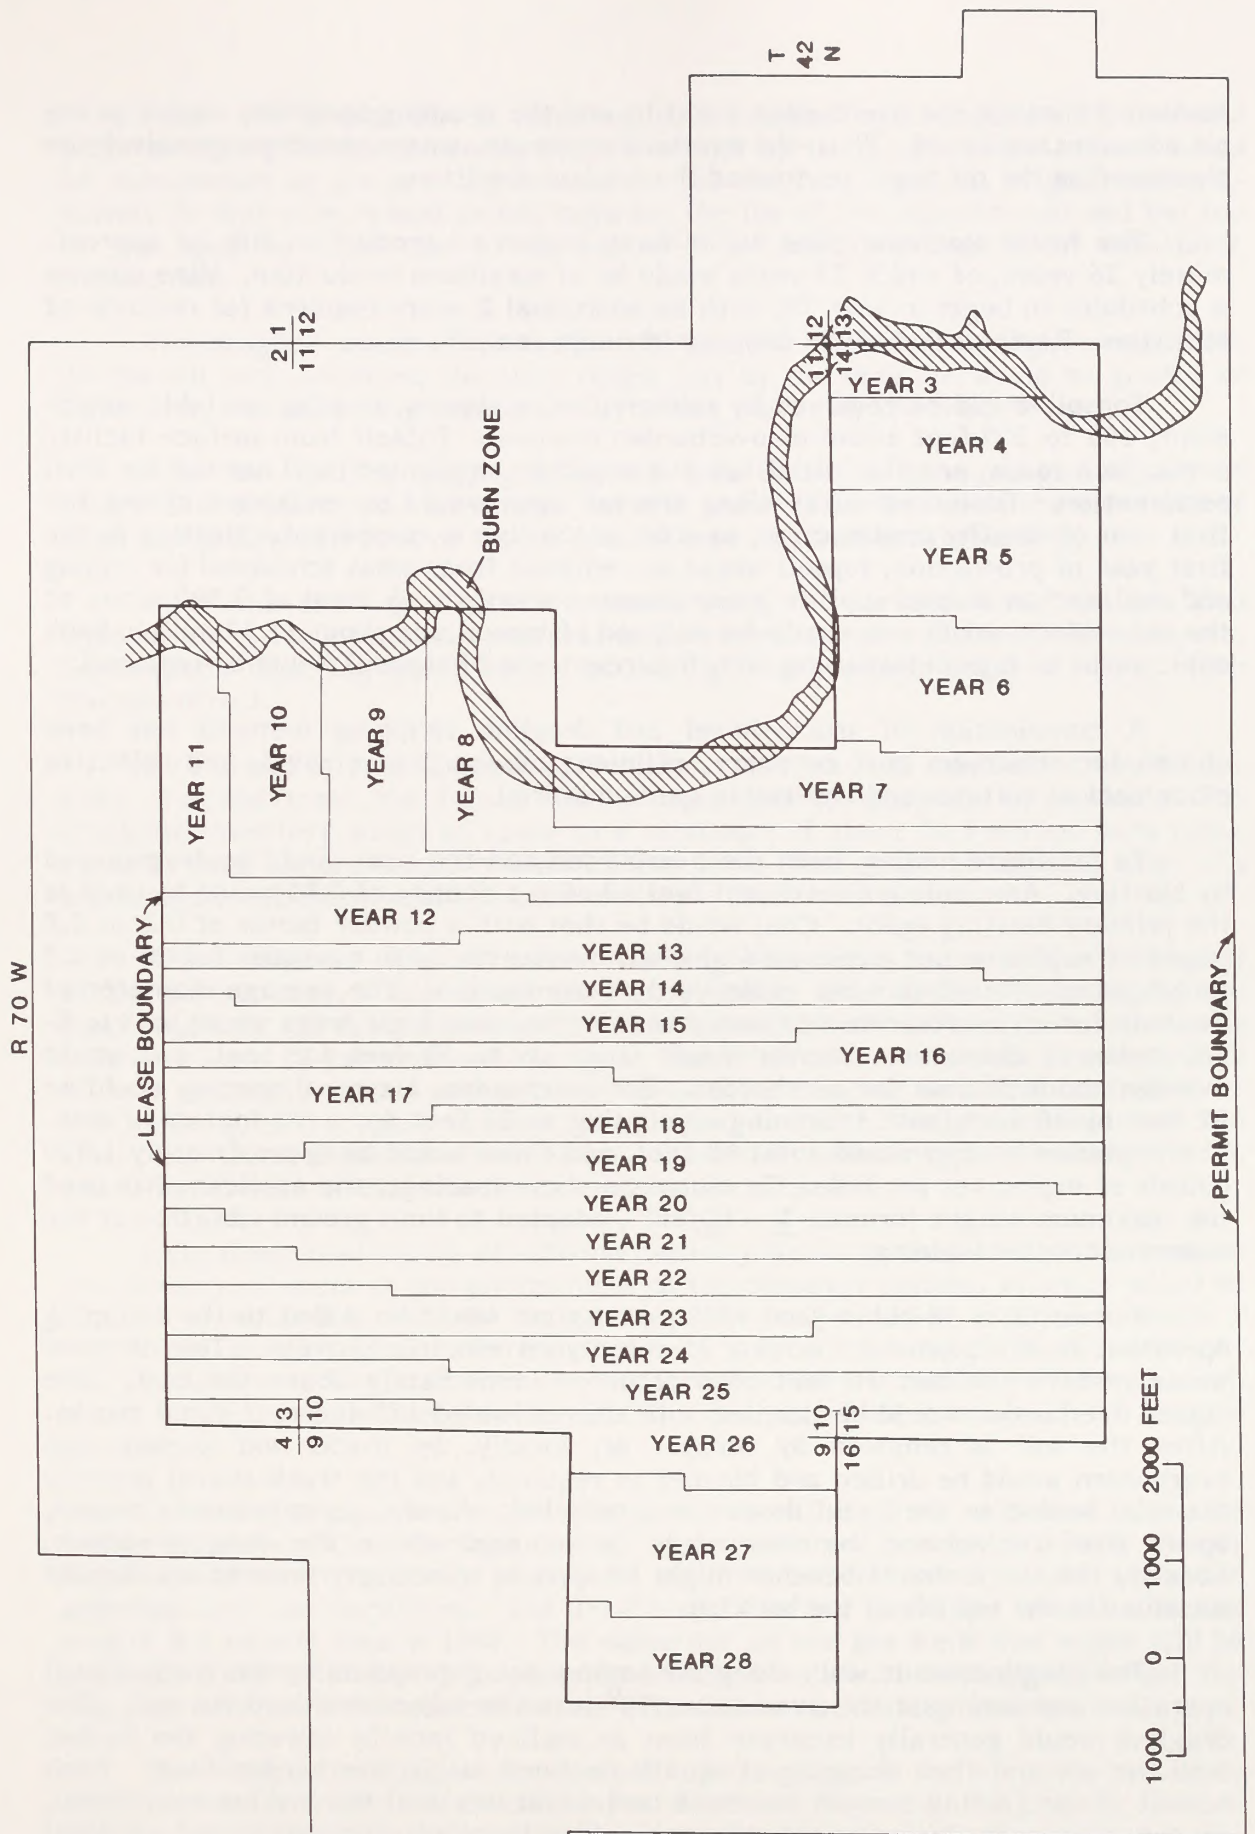 T
42
N
2 | 1
11 | 12
11 | 12
14 | 13
YEAR 3
YEAR 4
BURN ZONE
YEAR 5
YEAR 6
YEAR 11
YEAR 10
YEAR 9
YEAR 8
YEAR 7
YEAR 12
YEAR 13
YEAR 14
YEAR 15
YEAR 16
R 70 W
LEASE BOUNDARY
PERMIT BOUNDARY
YEAR 17
YEAR 18
YEAR 19
YEAR 20
YEAR 21
YEAR 22
YEAR 23
YEAR 24
YEAR 25
4 | 3
9 | 10
YEAR 26
9 | 10
16 | 15
YEAR 27
YEAR 28
1000 0 1000 2000 FEET